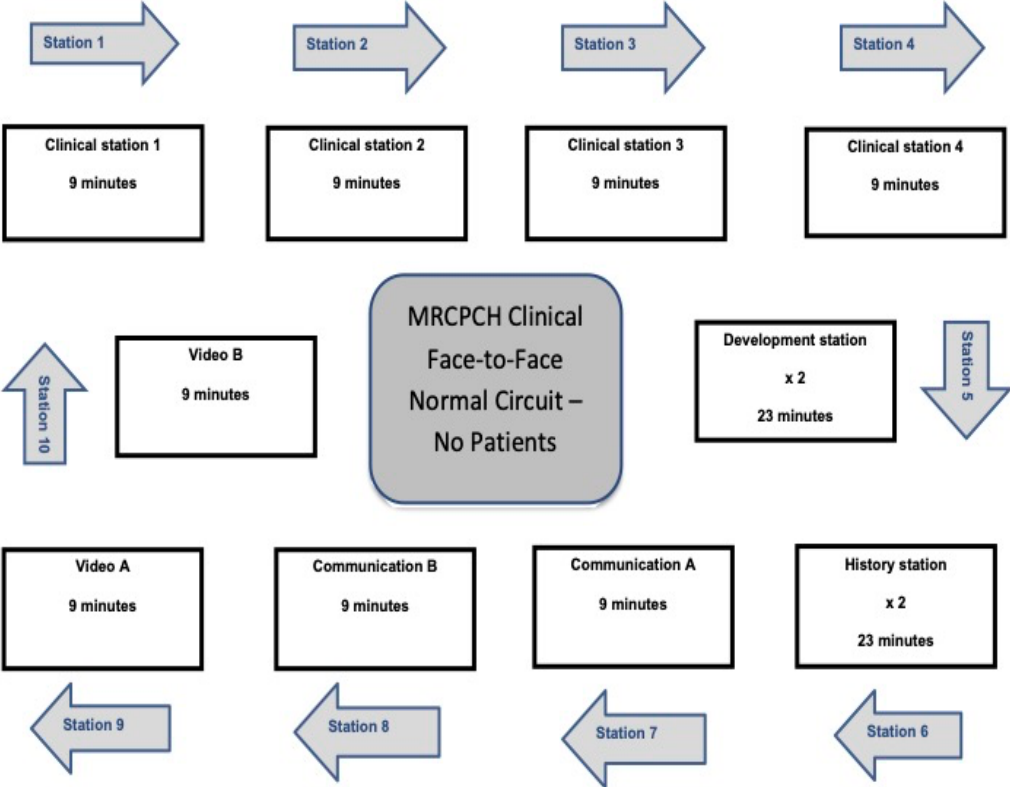 Station 1
Station 2
Station 3
Station 4
Clinical station 1
9 minutes
Clinical station 2
9 minutes
Clinical station 3
9 minutes
Clinical station 4
9 minutes
MRCPCH Clinical
Face-to-Face
Normal Circuit –
No Patients
Development station
x 2
23 minutes
Station 5
Station 10
Video B
9 minutes
Video A
9 minutes
Communication B
9 minutes
Communication A
9 minutes
History station
x 2
23 minutes
Station 9
Station 8
Station 7
Station 6